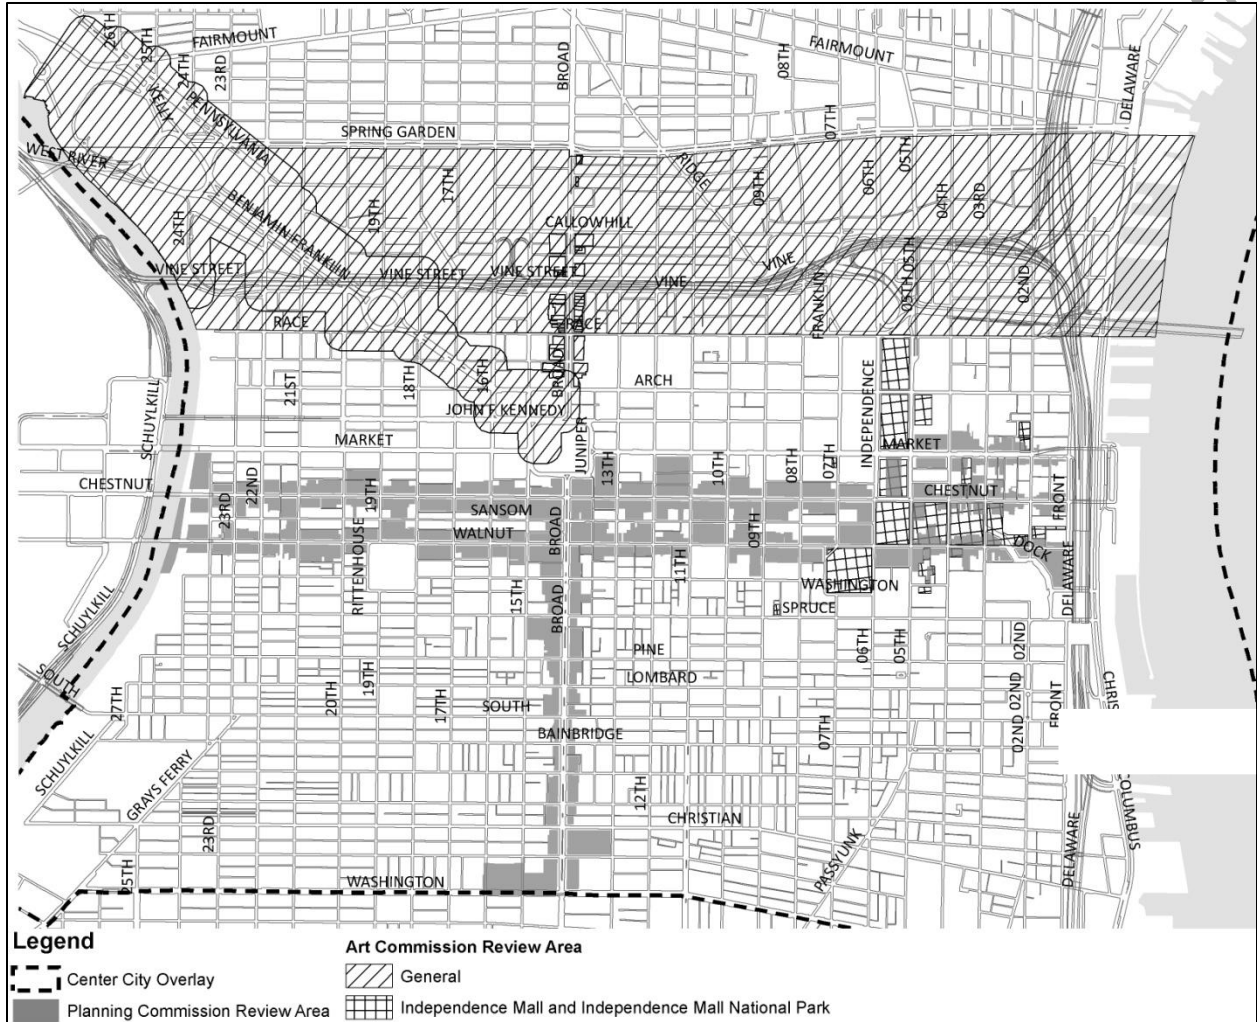 26TH
25TH
24TH
23RD
FAIRMOUNT
BROAD
08TH
FAIRMOUNT
DELAWARE
KELLY
PENNSYLVANIA
SPRING GARDEN
07TH
WEST RIVER
RIDGE
05TH
24TH
BENJAMIN FRANKLIN
19TH
17TH
CALLOWHILL
09TH
06TH
04TH
03RD
VINE STREET
VINE STREET
VINE STREET
VINE
VINE
FRANKLIN
05TH
05TH
02ND
RACE
RACE
21ST
18TH
16TH
BROAD
ARCH
SCHUYLKILL
JOHN F KENNEDY
JUNIPER
INDEPENDENCE
MARKET
MARKET
CHESTNUT
22ND
23RD
19TH
13TH
10TH
08TH
07TH
CHESTNUT
FRONT
SANSOM
WALNUT
BROAD
09TH
DOCK
RITTENHOUSE
11TH
WASHINGTON
DELAWARE
SCHUYLKILL
15TH
BROAD
SPRUCE
SOUTH
PINE
06TH
05TH
02ND
27TH
20TH
19TH
17TH
LOMBARD
SOUTH
02ND
FRONT
CHRIS
BAINBRIDGE
07TH
02ND
SCHUYLKILL
GRAYS FERRY
23RD
12TH
CHRISTIAN
COLUMBUS
25TH
WASHINGTON
PASSYUNK
DELAWARE
Legend
Center City Overlay
Planning Commission Review Area
Art Commission Review Area
General
Independence Mall and Independence Mall National Park